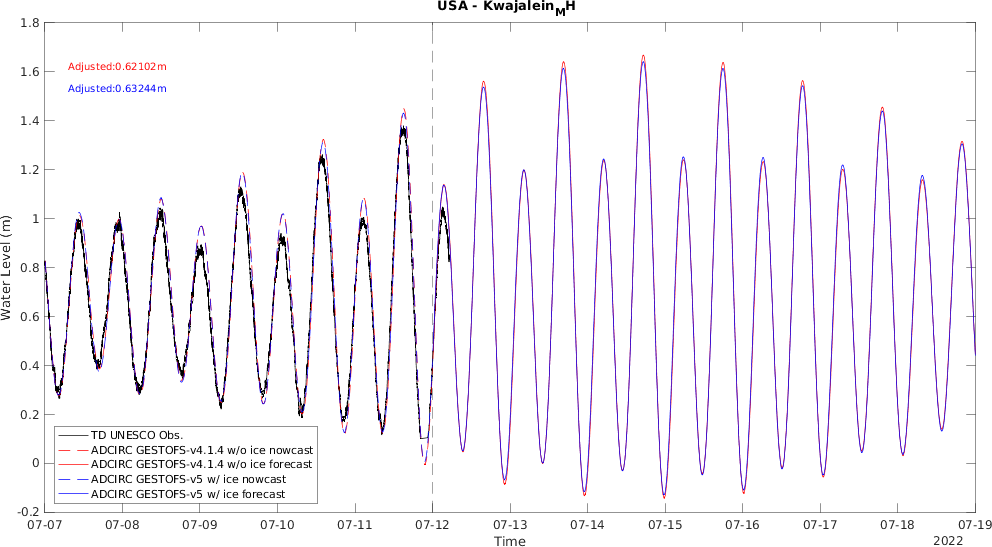 USA - Kwajalein_MH
Adjusted:0.62102m
Adjusted:0.63244m
Water Level (m)
1.8
1.6
1.4
1.2
1
0.8
0.6
0.4
0.2
0
-0.2
TD UNESCO Obs.
ADCIRC GESTOFS-v4.1.4 w/o ice nowcast
ADCIRC GESTOFS-v4.1.4 w/o ice forecast
ADCIRC GESTOFS-v5 w/ ice nowcast
ADCIRC GESTOFS-v5 w/ ice forecast
07-07 07-08 07-09 07-10 07-11 07-12 07-13 07-14 07-15 07-16 07-17 07-18 07-19
Time
2022